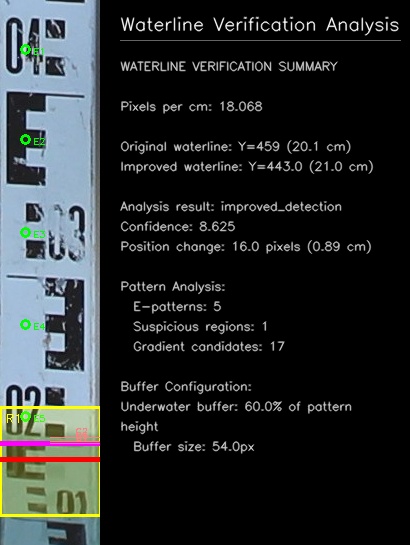 04
E1
E2
03
E3
E4
02
R1
E5
01
Waterline Verification Analysis
WATERLINE VERIFICATION SUMMARY
Pixels per cm: 18.068
Original waterline: Y=459 (20.1 cm)
Improved waterline: Y=443.0 (21.0 cm)
Analysis result: improved_detection
Confidence: 8.625
Position change: 16.0 pixels (0.89 cm)
Pattern Analysis:
E-patterns: 5
Suspicious regions: 1
Gradient candidates: 17
Buffer Configuration:
Underwater buffer: 60.0% of pattern
height
Buffer size: 54.0px